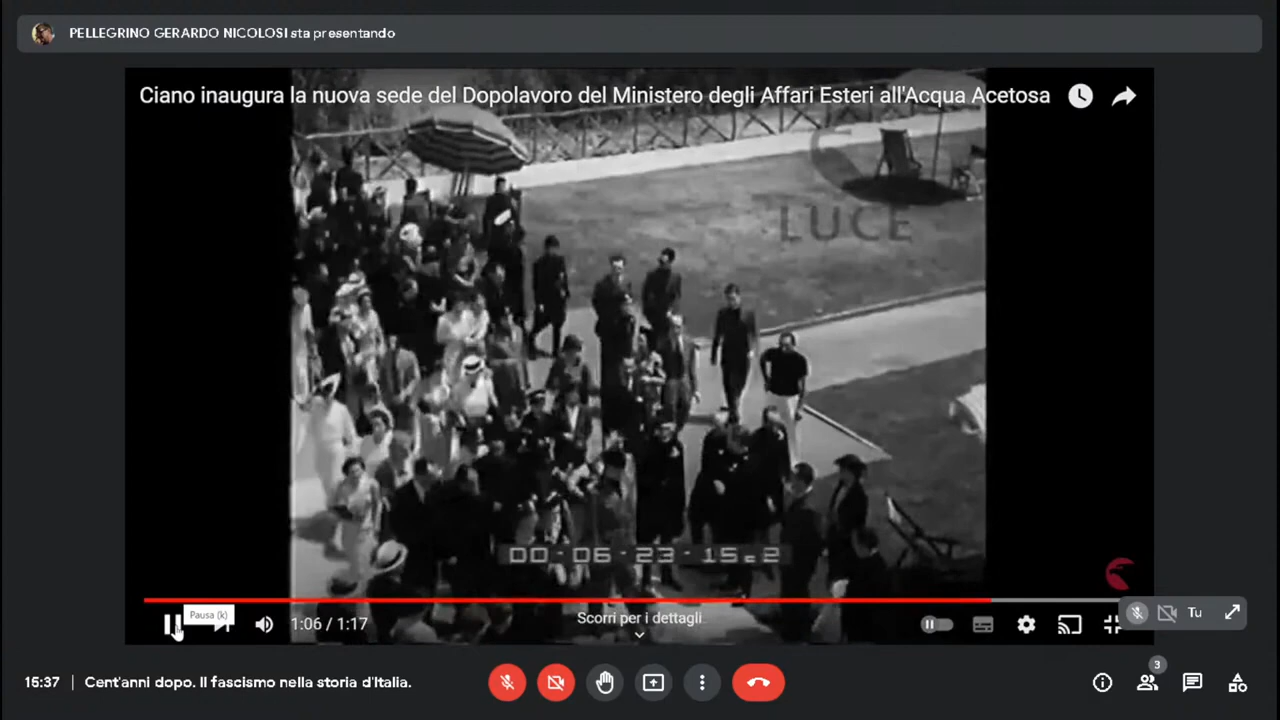 PELLEGRINO GERARDO NICOLOSI sta presentando
Ciano inaugura la nuova sede del Dopolavoro del Ministero degli Affari Esteri all'Acqua Acetosa
LUCE
00-06-23-15.2
Pausa (k)
1:06 / 1:17
Scorri per i dettagli
Tu
15:37 | Cent'anni dopo. Il fascismo nella storia d'Italia.
3